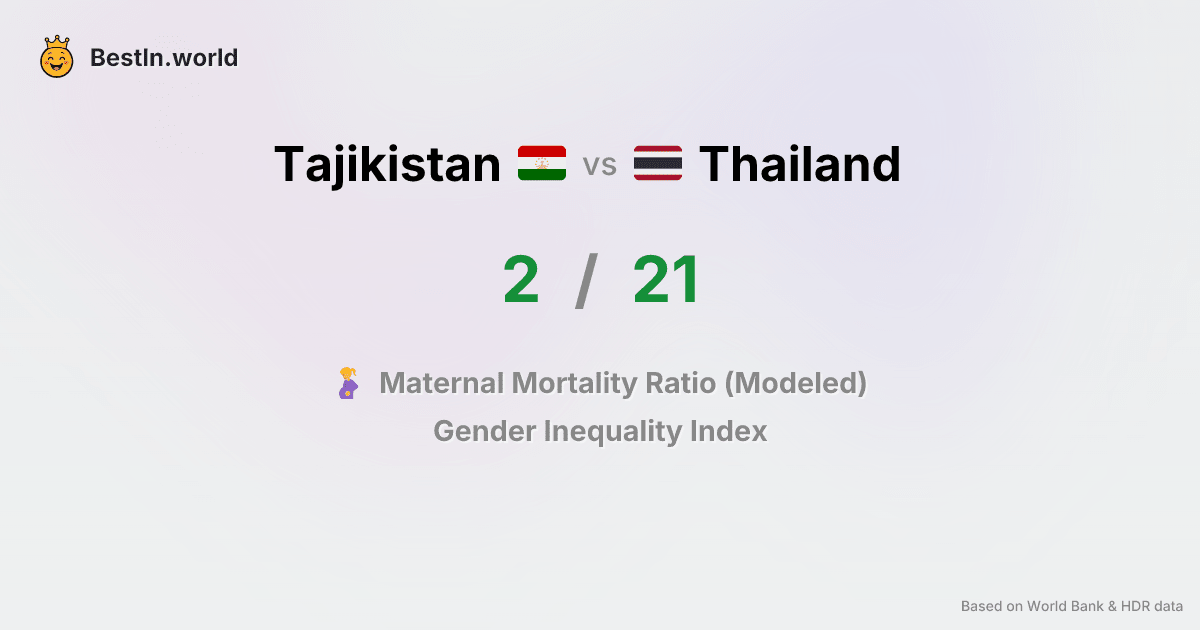 BestIn.world
Tajikistan vs Thailand
2 / 21
Maternal Mortality Ratio (Modeled)
Gender Inequality Index
Based on World Bank & HDR data